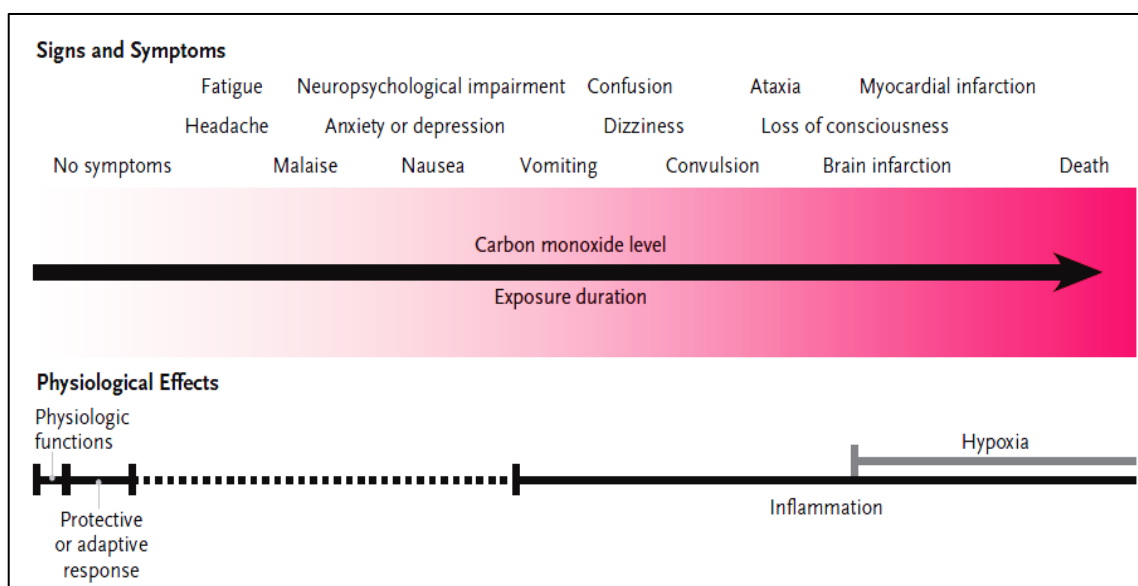 Signs and Symptoms
Fatigue Neuropsychological impairment Confusion Ataxia Myocardial infarction
Headache Anxiety or depression Dizziness Loss of consciousness
No symptoms Malaise Nausea Vomiting Convulsion Brain infarction Death
Carbon monoxide level
Exposure duration
Physiological Effects
Physiologic
functions
Hypoxia
Inflammation
Protective
or adaptive
response